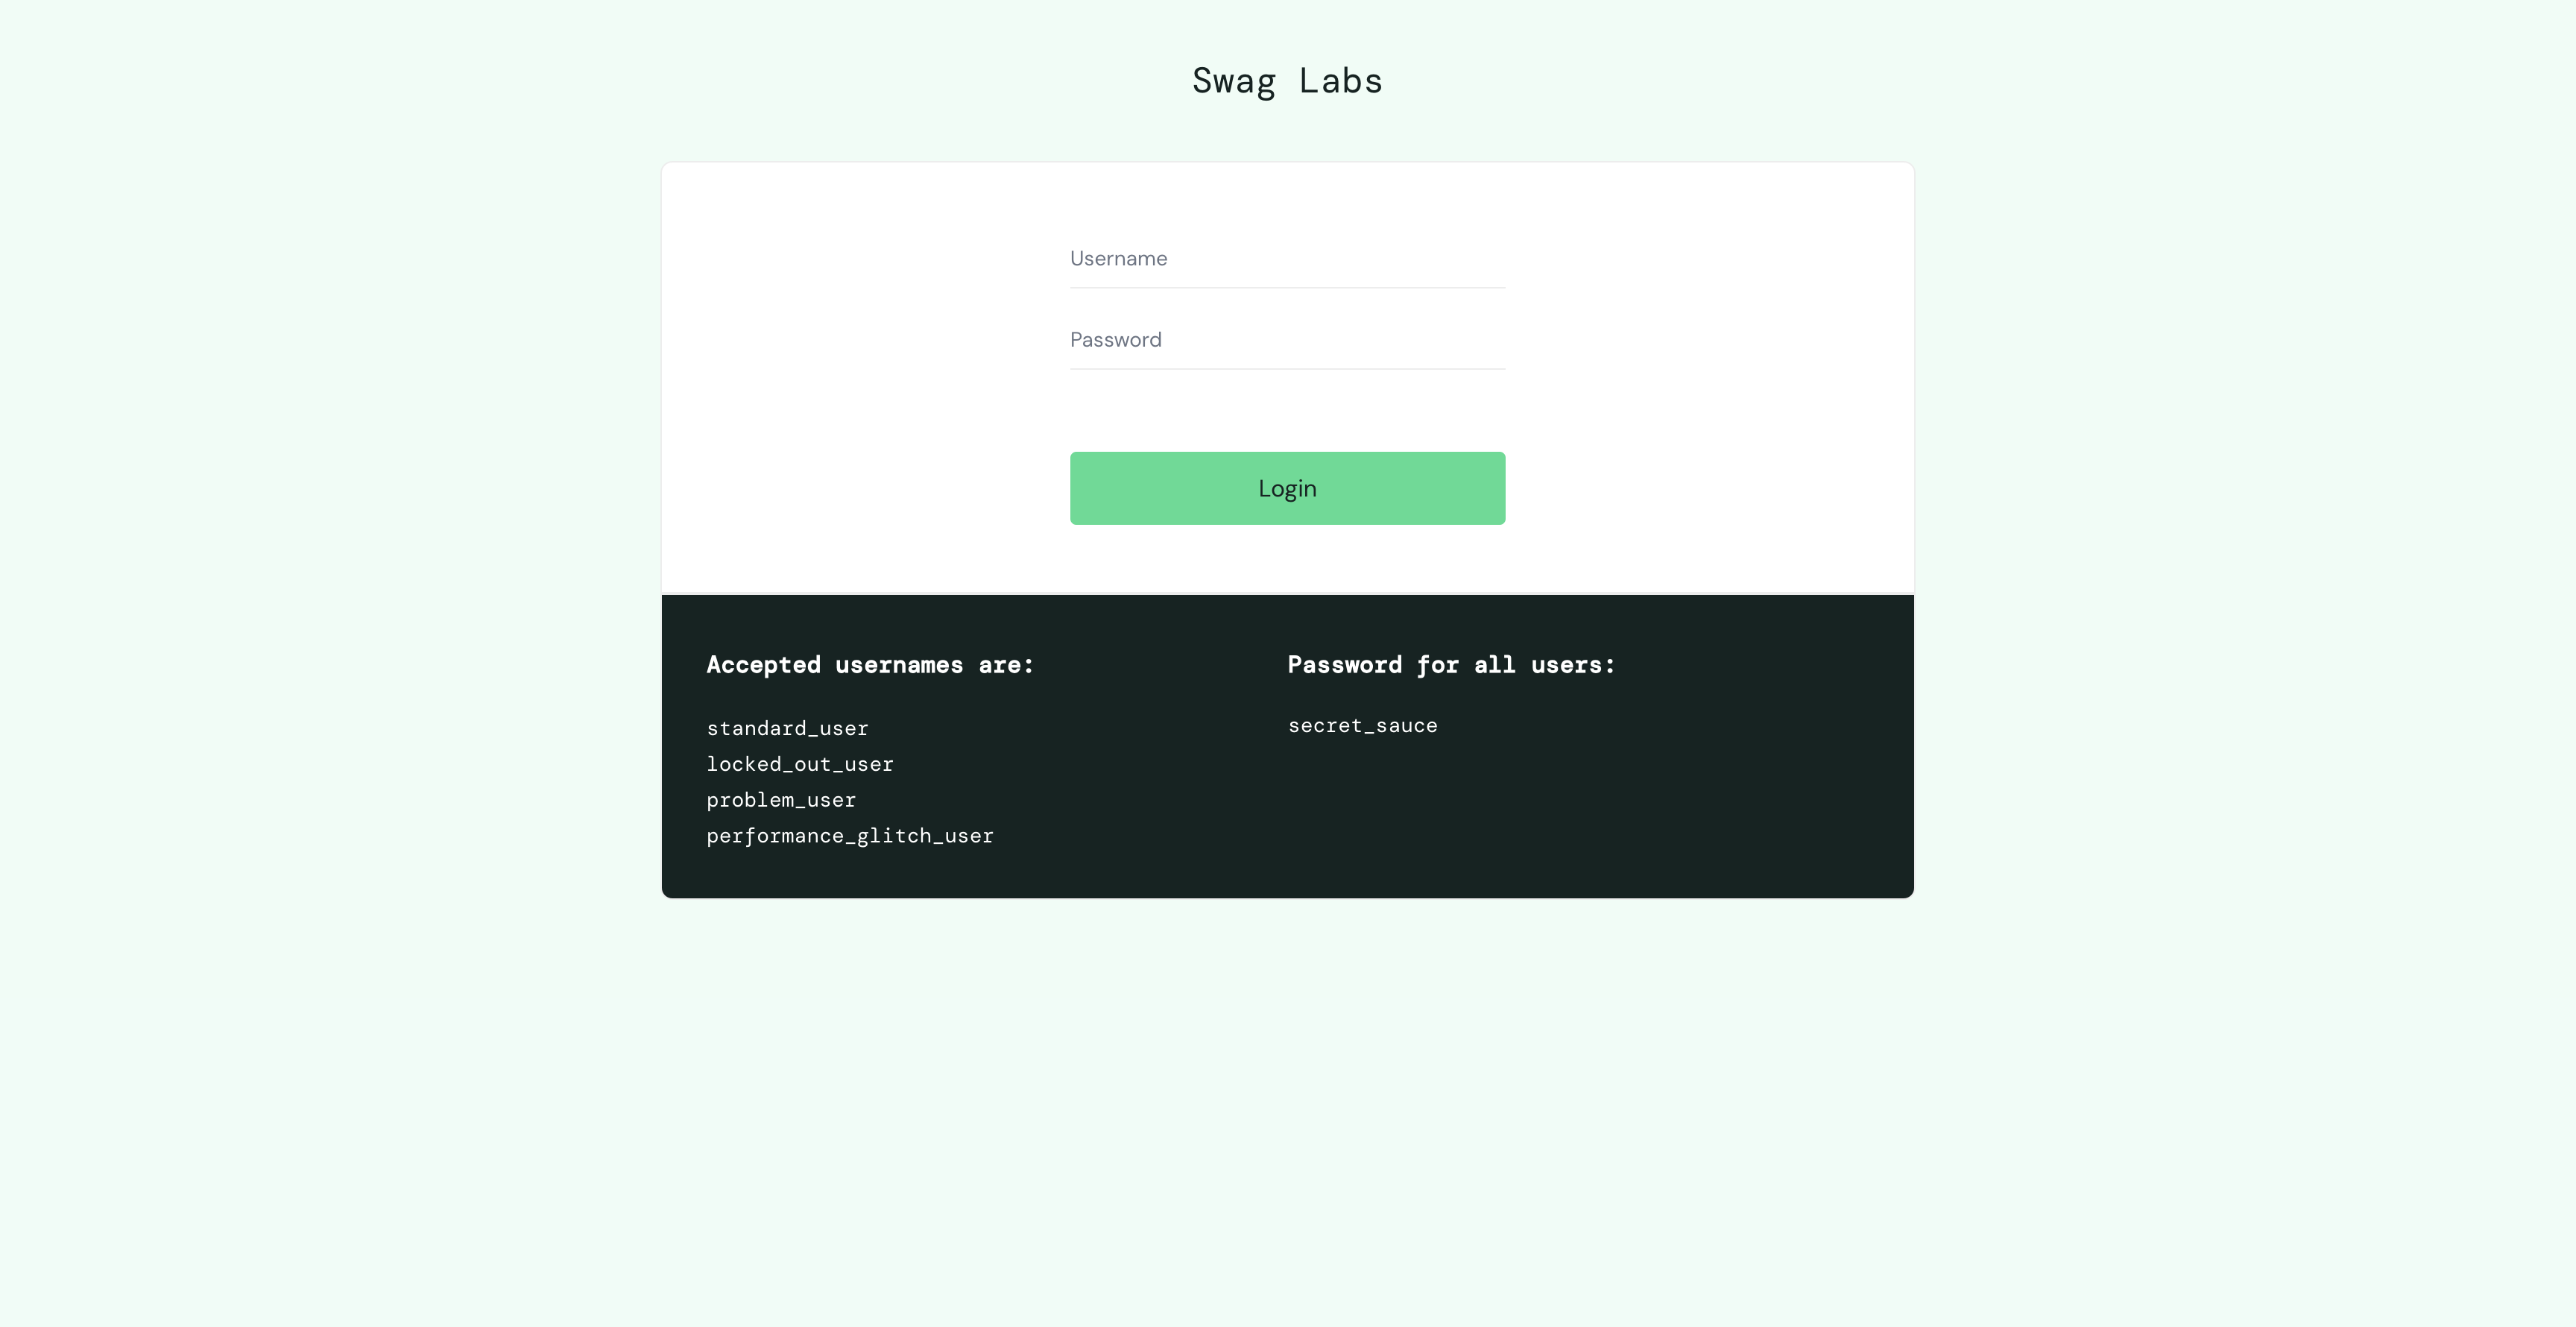 Swag Labs
Username
Password
Login
Accepted usernames are:
standard_user
locked_out_user
problem_user
performance_glitch_user
Password for all users:
secret_sauce